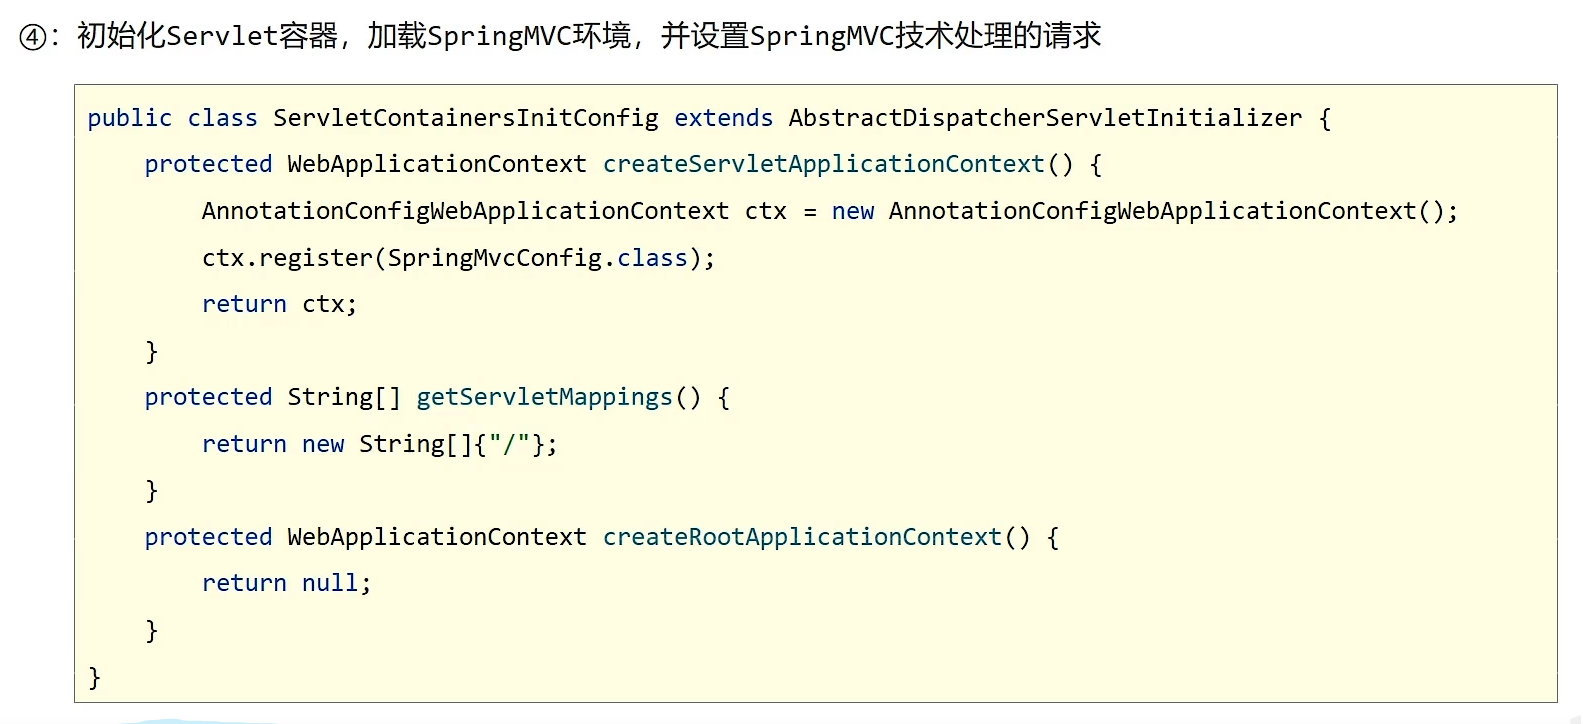 ④：初始化Servlet容器，加载SpringMVC环境，并设置SpringMVC技术处理的请求
public class ServletContainersInitConfig extends AbstractDispatcherServletInitializer {
    protected WebApplicationContext createServletApplicationContext() {
        AnnotationConfigWebApplicationContext ctx = new AnnotationConfigWebApplicationContext();
        ctx.register(SpringMvcConfig.class);
        return ctx;
    }
    protected String[] getServletMappings() {
        return new String[]{"/"};
    }
    protected WebApplicationContext createRootApplicationContext() {
        return null;
    }
}